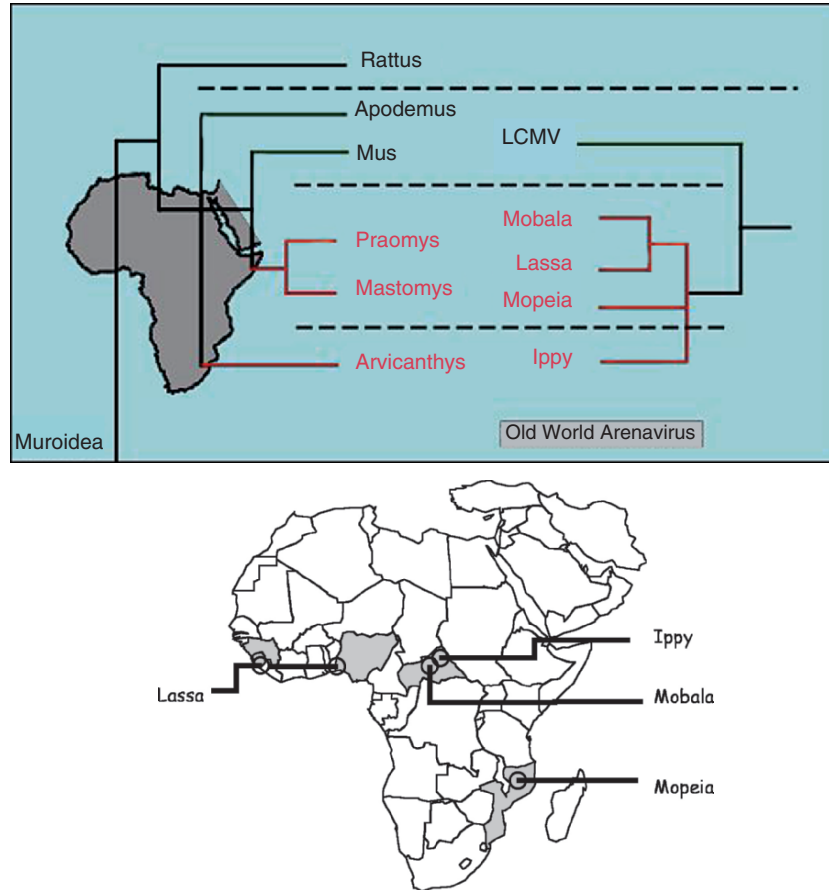 Rattus
Apodemus
Mus
LCMV
Praomys
Mastomys
Mobala
Lassa
Mopeia
Arvicanthys
Ippy
Muroidea
Old World Arenavirus
Lassa
Ippy
Mobala
Mopeia